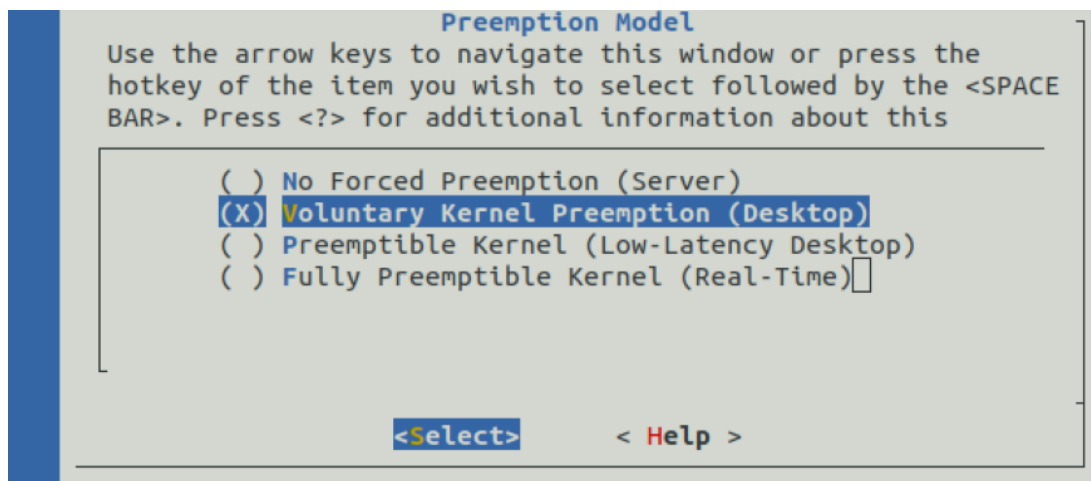 Preemption Model
Use the arrow keys to navigate this window or press the
hotkey of the item you wish to select followed by the <SPACE
BAR>. Press <?> for additional information about this
( ) No Forced Preemption (Server)
(X) Voluntary Kernel Preemption (Desktop)
( ) Preemptible Kernel (Low-Latency Desktop)
( ) Fully Preemptible Kernel (Real-Time)
<Select> < Help >